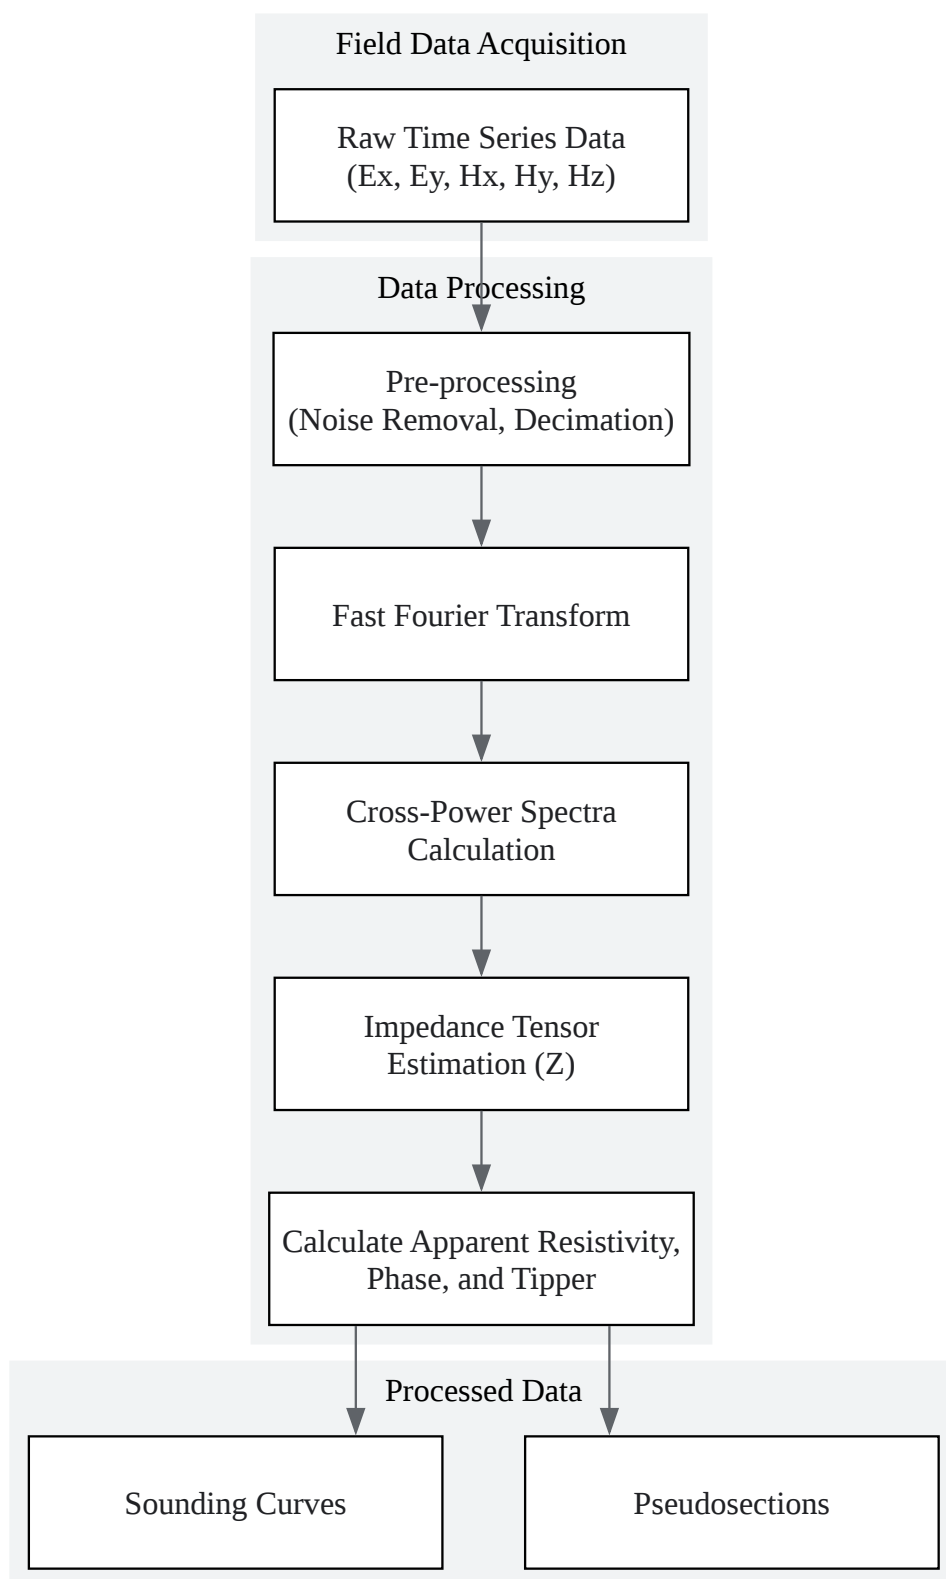 Field Data Acquisition
Raw Time Series Data
(Ex, Ey, Hx, Hy, Hz)
Data Processing
Pre-processing
(Noise Removal, Decimation)
Fast Fourier Transform
Cross-Power Spectra
Calculation
Impedance Tensor
Estimation (Z)
Calculate Apparent Resistivity,
Phase, and Tipper
Processed Data
Sounding Curves
Pseudosections